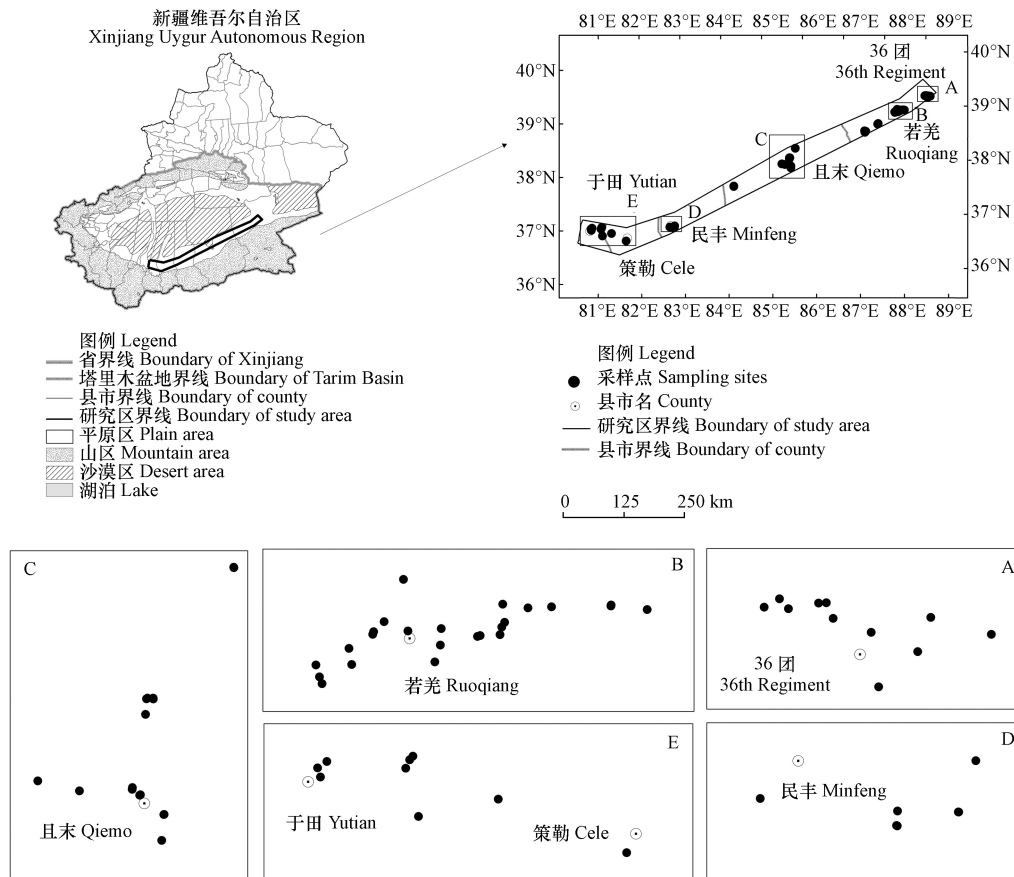 新疆维吾尔自治区
Xinjiang Uygur Autonomous Region
81°E 82°E 83°E 84°E 85°E 86°E 87°E 88°E
36 团
36th Regiment
40°N
39°N
38°N
37°N
36°N
40°N
39°N
38°N
37°N
36°N
A
B
若羌
Ruoqiang
C
且末 Qiemo
于田 Yutian
E
D
民丰 Minfeng
策勒 Cele
81°E 82°E 83°E 84°E 85°E 86°E 87°E 88°E 89°E
图例 Legend
省界线 Boundary of Xinjiang
塔里木盆地界线 Boundary of Tarim Basin
县市界线 Boundary of county
研究区界线 Boundary of study area
平原区 Plain area
山区 Mountain area
沙漠区 Desert area
湖泊 Lake
图例 Legend
采样点 Sampling sites
县市名 County
研究区界线 Boundary of study area
县市界线 Boundary of county
0 125 250 km
C
且末 Qiemo
B
若羌 Ruoqiang
A
36 团
36th Regiment
E
于田 Yutian
策勒 Cele
D
民丰 Minfeng